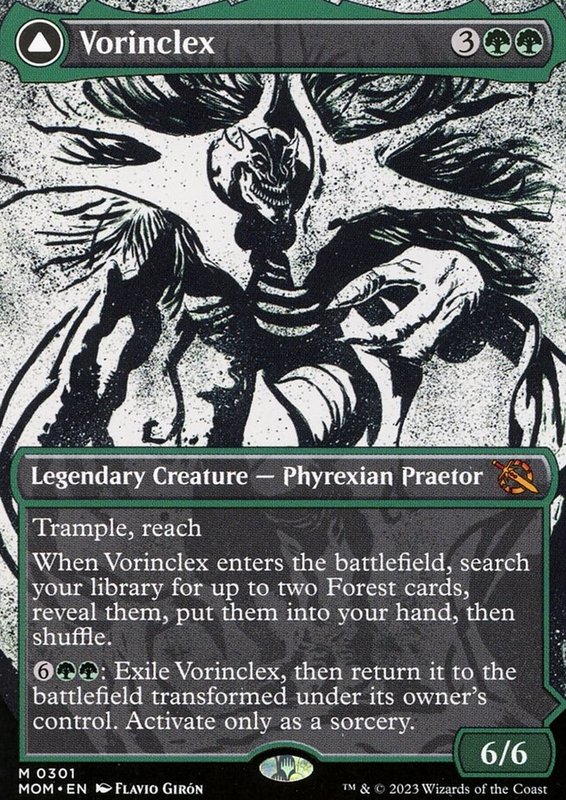 Vorinclex 3
Legendary Creature — Phyrexian Praetor
Trample, reach
When Vorinclex enters the battlefield, search
your library for up to two Forest cards,
reveal them, put them into your hand, then
shuffle.
6: Exile Vorinclex, then return it to the
battlefield transformed under its owner's
control. Activate only as a sorcery.
6/6
M 0301
MOM • EN Flavio Girón
™ & © 2023 Wizards of the Coast